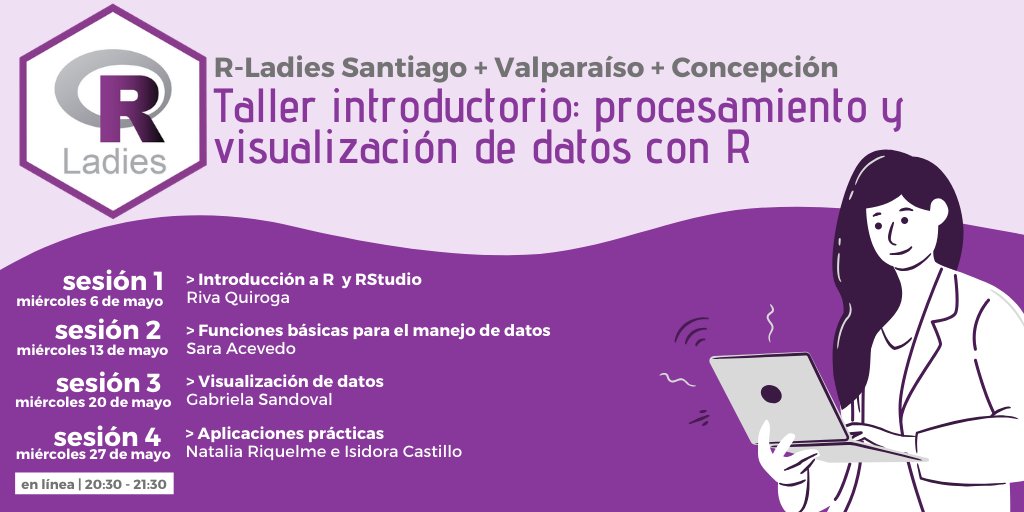 R
Ladies
R-Ladies Santiago + Valparaíso + Concepción
Taller introductorio: procesamiento y
visualización de datos con R
sesión 1
miércoles 6 de mayo
> Introducción a R y RStudio
Riva Quiroga
sesión 2
miércoles 13 de mayo
> Funciones básicas para el manejo de datos
Sara Acevedo
sesión 3
miércoles 20 de mayo
> Visualización de datos
Gabriela Sandoval
sesión 4
miércoles 27 de mayo
> Aplicaciones prácticas
Natalia Riquelme e Isidora Castillo
en línea | 20:30 - 21:30